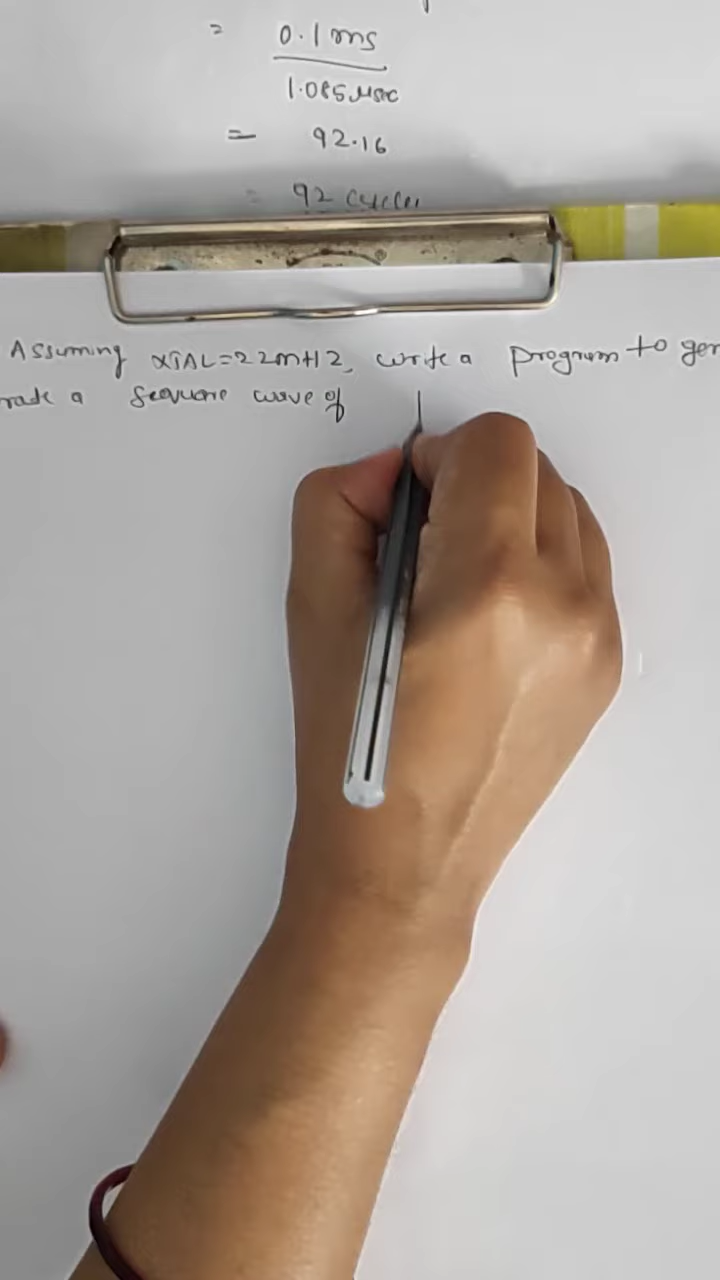 = 0.1ms
1.085μsec
= 92.16
= 92 cycles
Assuming XTAL=22MHz, write a program to gen
rate a square wave of